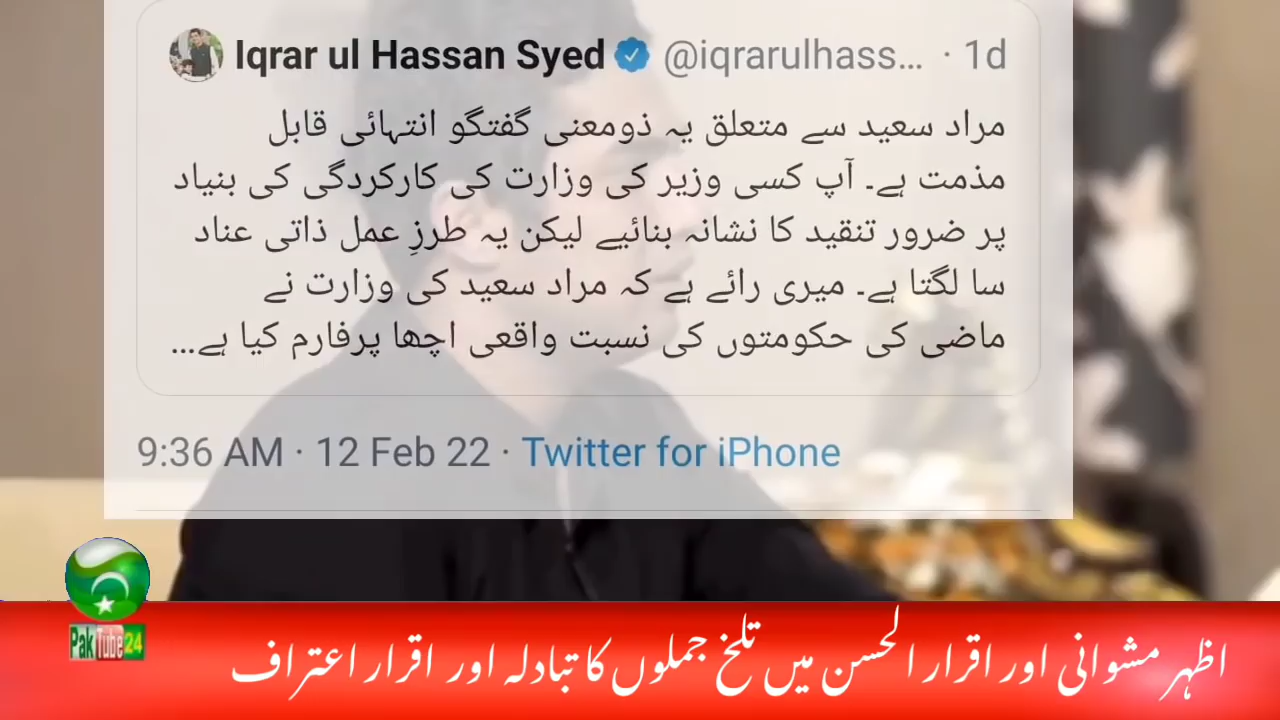 Iqrar ul Hassan Syed @iqrarulhass... · 1d
مراد سعید سے متعلق یہ ذومعنی گفتگو انتہائی قابل
مذمت ہے۔ آپ کسی وزیر کی وزارت کی کارکردگی کی بنیاد
پر ضرور تنقید کا نشانہ بنائیے لیکن یہ طرزِ عمل ذاتی عناد
سا لگتا ہے۔ میری رائے ہے کہ مراد سعید کی وزارت نے
ماضی کی حکومتوں کی نسبت واقعی اچھا پرفارم کیا ہے...
9:36 AM · 12 Feb 22 · Twitter for iPhone
PakTube24
اظہر مشوانی اور اقرار الحسن میں تلخ جملوں کا تبادلہ اور اقرار اعتراف